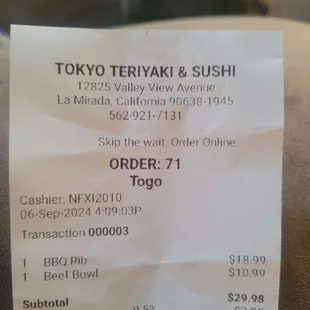 TOKYO TERIYAKI & SUSHI
12825 Valley View Avenue
La Mirada, California 90638-1945
562-921-7131
Skip the wait. Order Online.
ORDER: 71
Togo
Cashier: NFXI2010
06-Sep-2024 4:09:03P
Transaction 000003
1 BBQ Rib $18.99
1 Beef Bowl $10.99
Subtotal $29.98
9.5%